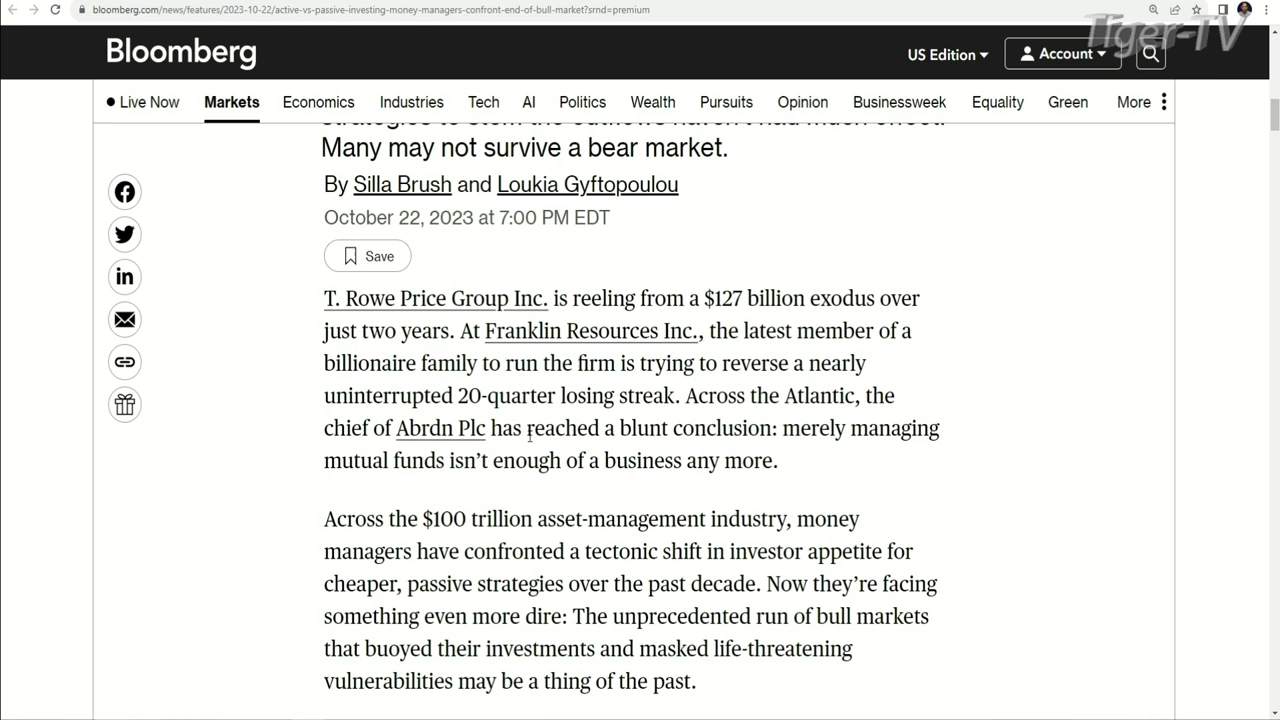 bloomberg.com/news/features/2023-10-22/active-vs-passive-investing-money-managers-confront-end-of-bull-market?srnd=premium
Tiger-TV
Bloomberg
US Edition
Account
Live Now
Markets
Economics
Industries
Tech
AI
Politics
Wealth
Pursuits
Opinion
Businessweek
Equality
Green
More
strategies to stem the outflows haven't had much effect.
Many may not survive a bear market.
By Silla Brush and Loukia Gyftopoulou
October 22, 2023 at 7:00 PM EDT
Save
T. Rowe Price Group Inc. is reeling from a $127 billion exodus over
just two years. At Franklin Resources Inc., the latest member of a
billionaire family to run the firm is trying to reverse a nearly
uninterrupted 20-quarter losing streak. Across the Atlantic, the
chief of Abrdn Plc has reached a blunt conclusion: merely managing
mutual funds isn't enough of a business any more.
Across the $100 trillion asset-management industry, money
managers have confronted a tectonic shift in investor appetite for
cheaper, passive strategies over the past decade. Now they're facing
something even more dire: The unprecedented run of bull markets
that buoyed their investments and masked life-threatening
vulnerabilities may be a thing of the past.